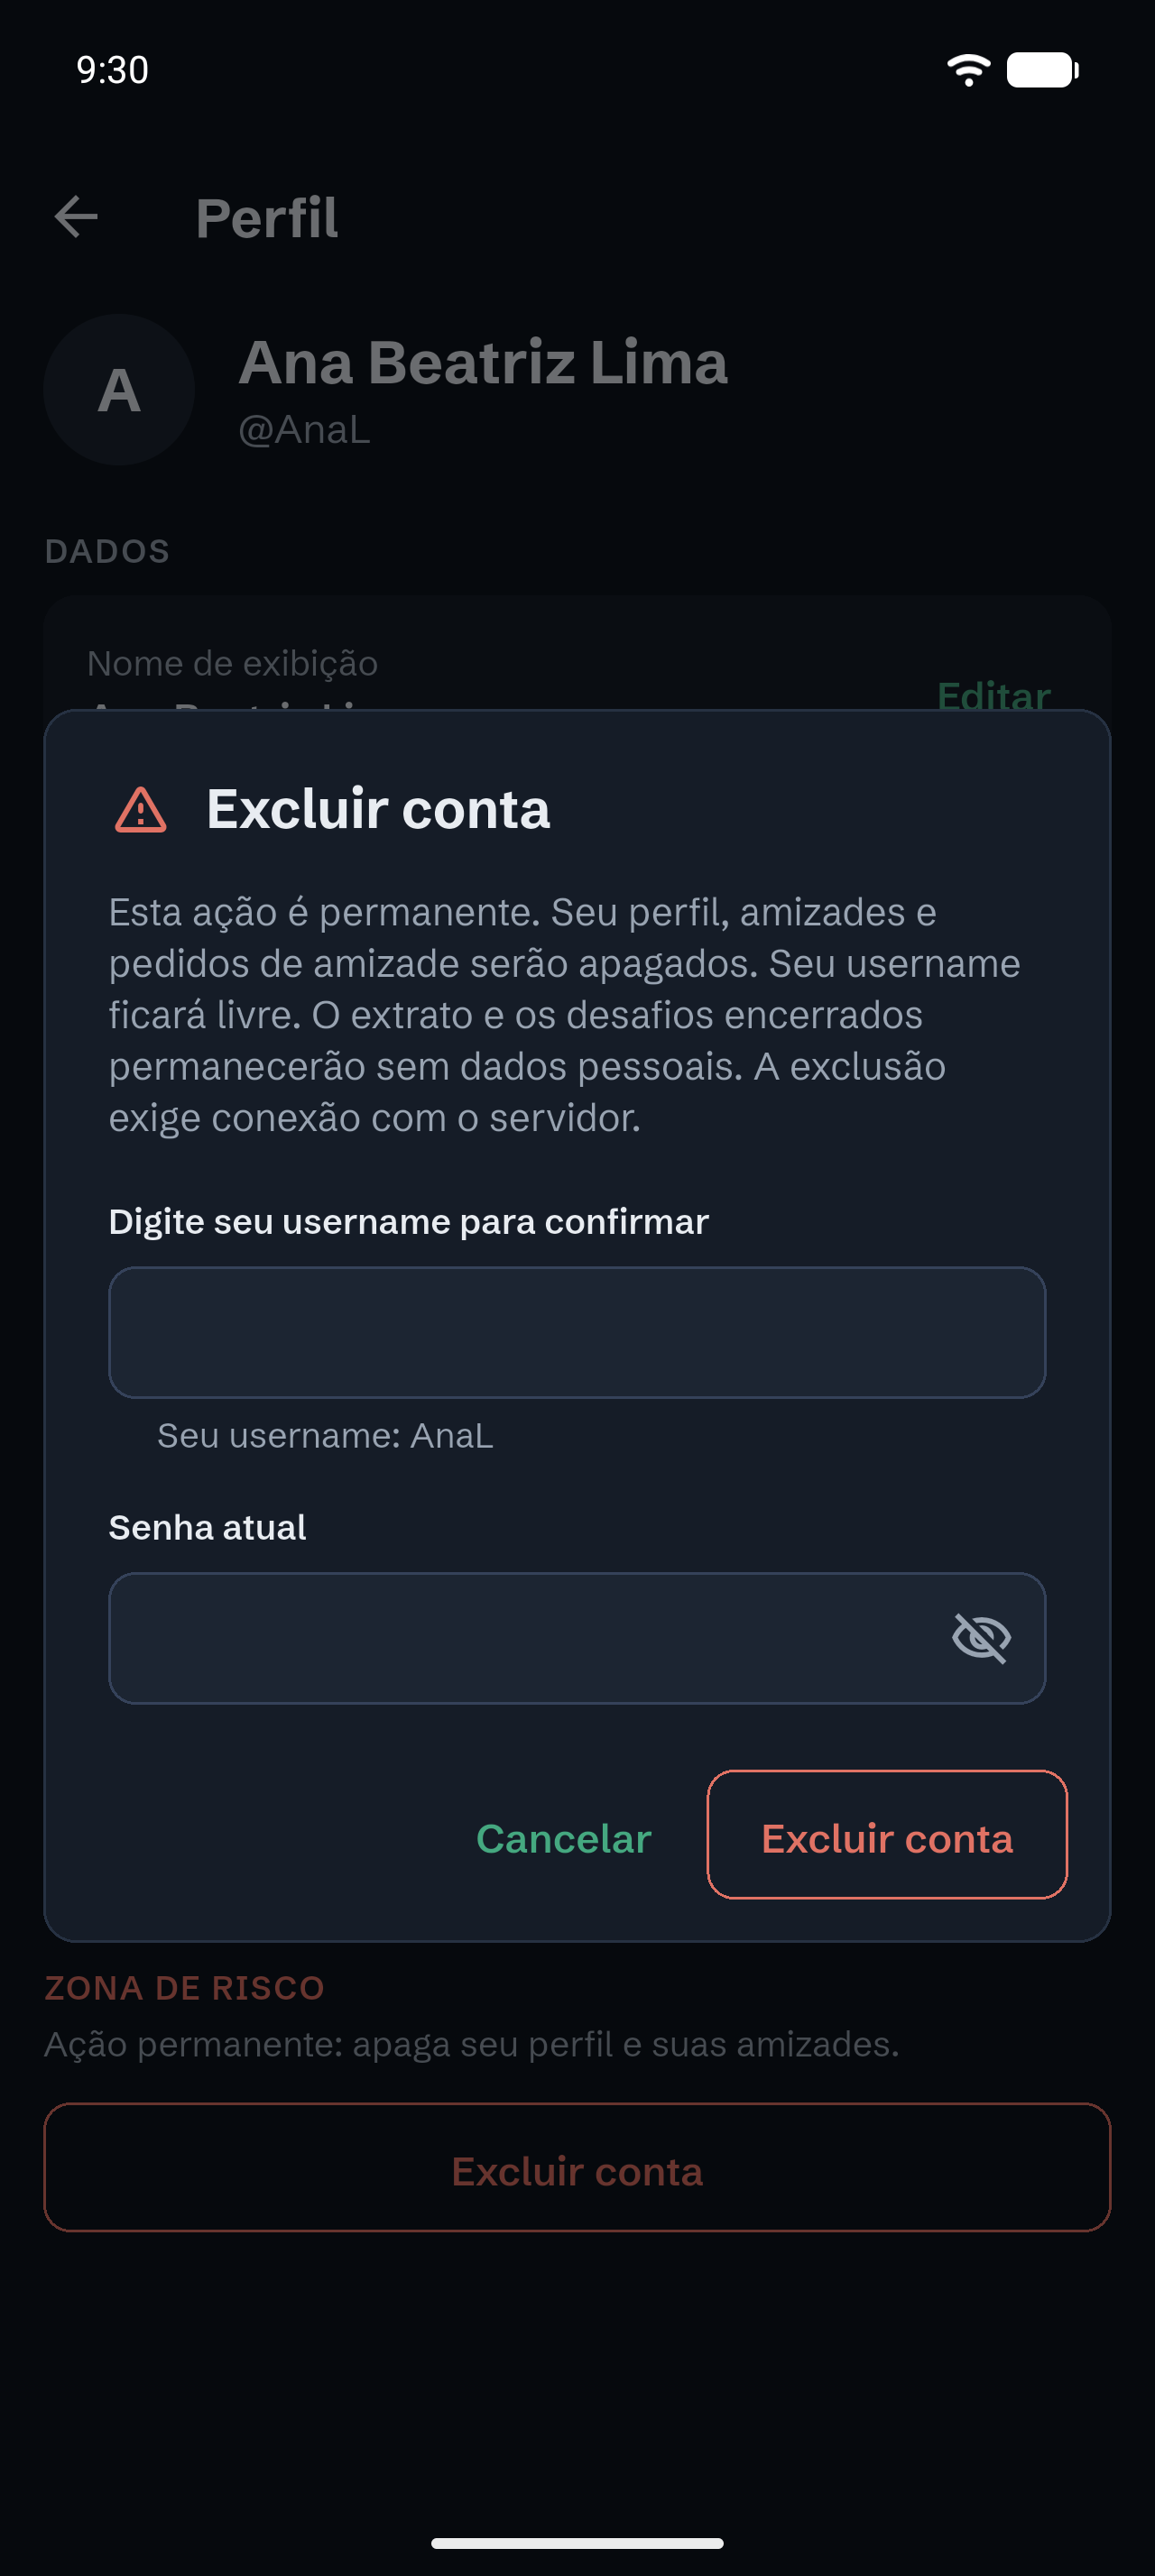 9:30
Perfil
A
Ana Beatriz Lima
@AnaL
DADOS
Nome de exibição
Editar
Excluir conta
Esta ação é permanente. Seu perfil, amizades e
pedidos de amizade serão apagados. Seu username
ficará livre. O extrato e os desafios encerrados
permanecerão sem dados pessoais. A exclusão
exige conexão com o servidor.
Digite seu username para confirmar
Seu username: AnaL
Senha atual
Cancelar
Excluir conta
ZONA DE RISCO
Ação permanente: apaga seu perfil e suas amizades.
Excluir conta